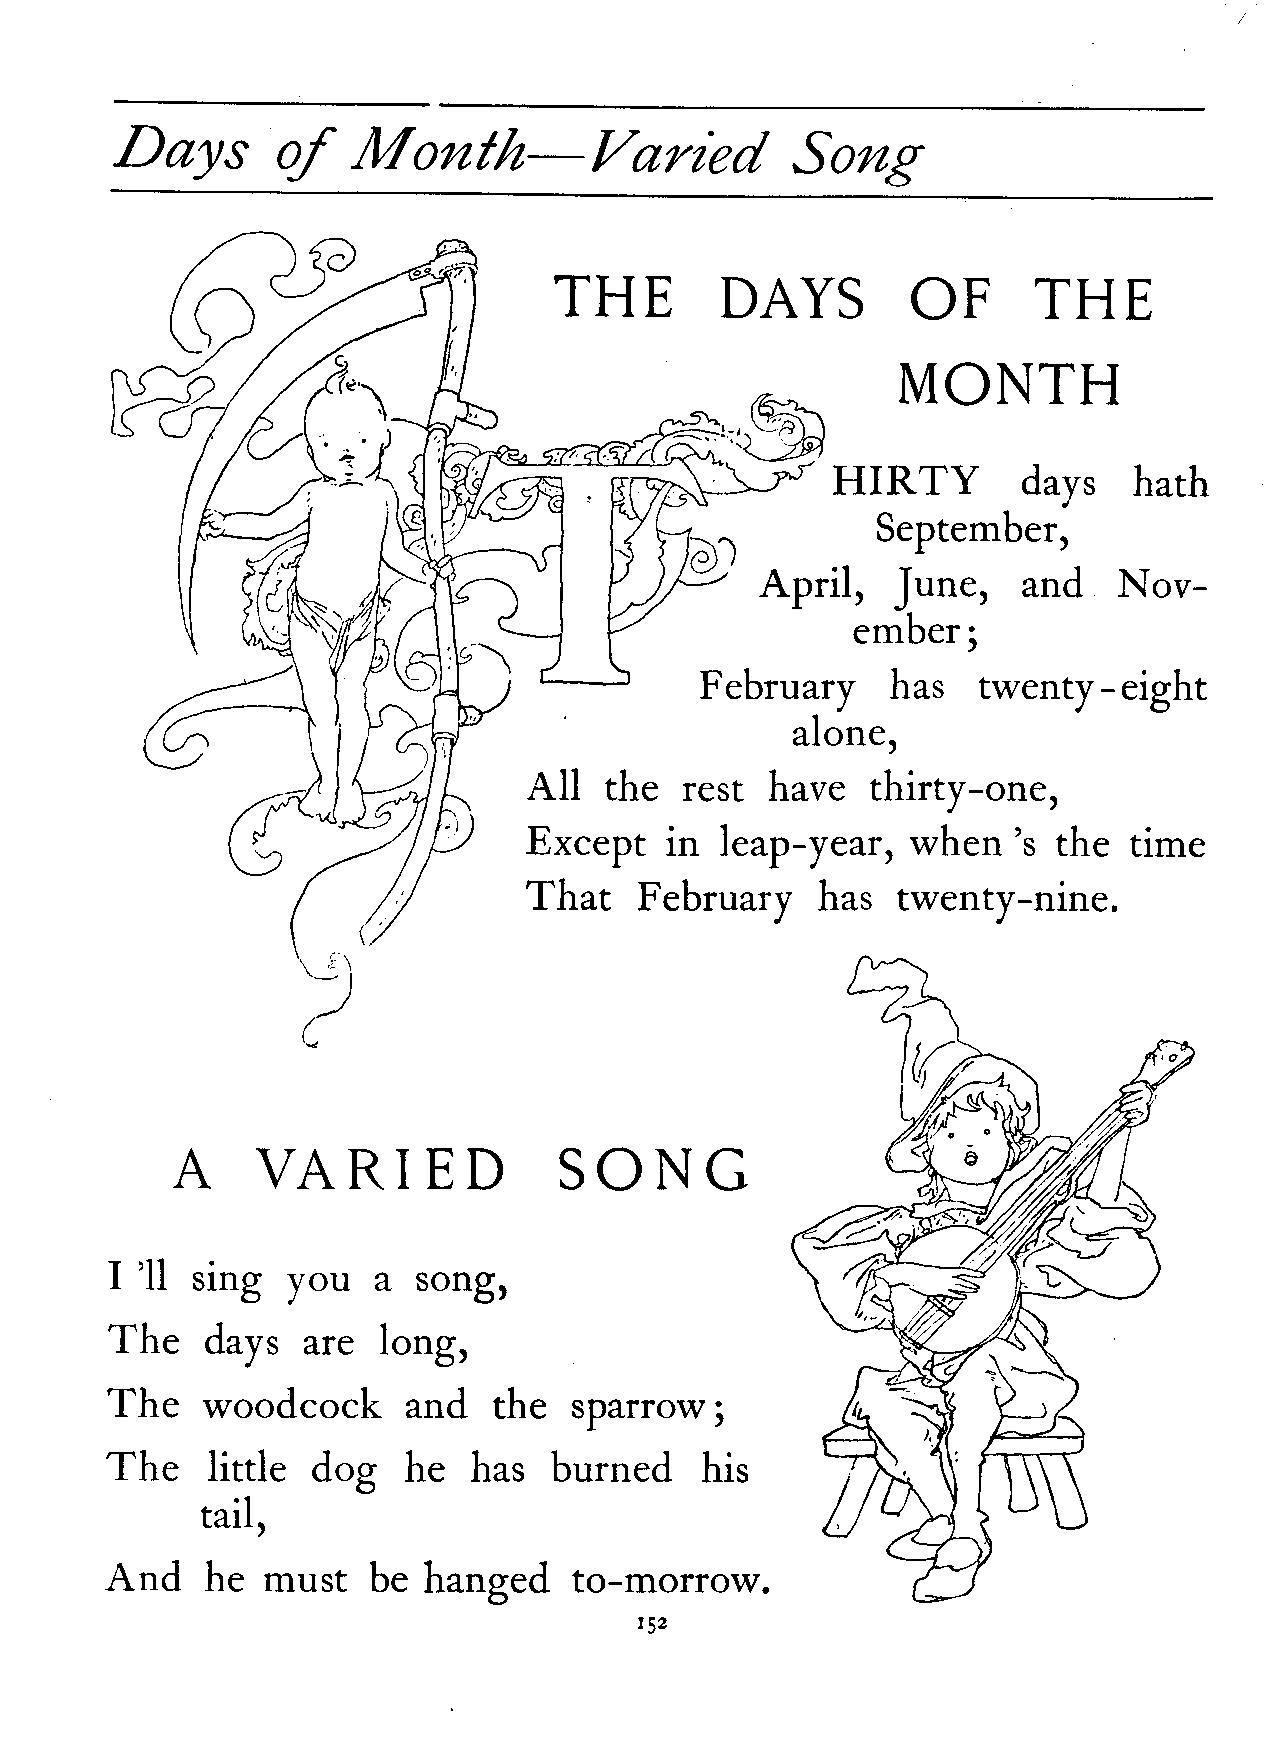 Days of Month—Varied Song
THE DAYS OF THE
MONTH
THIRTY days hath
September,
April, June, and Nov-
ember;
February has twenty-eight
alone,
All the rest have thirty-one,
Except in leap-year, when 's the time
That February has twenty-nine.
A VARIED SONG
I 'll sing you a song,
The days are long,
The woodcock and the sparrow;
The little dog he has burned his
tail,
And he must be hanged to-morrow.
152